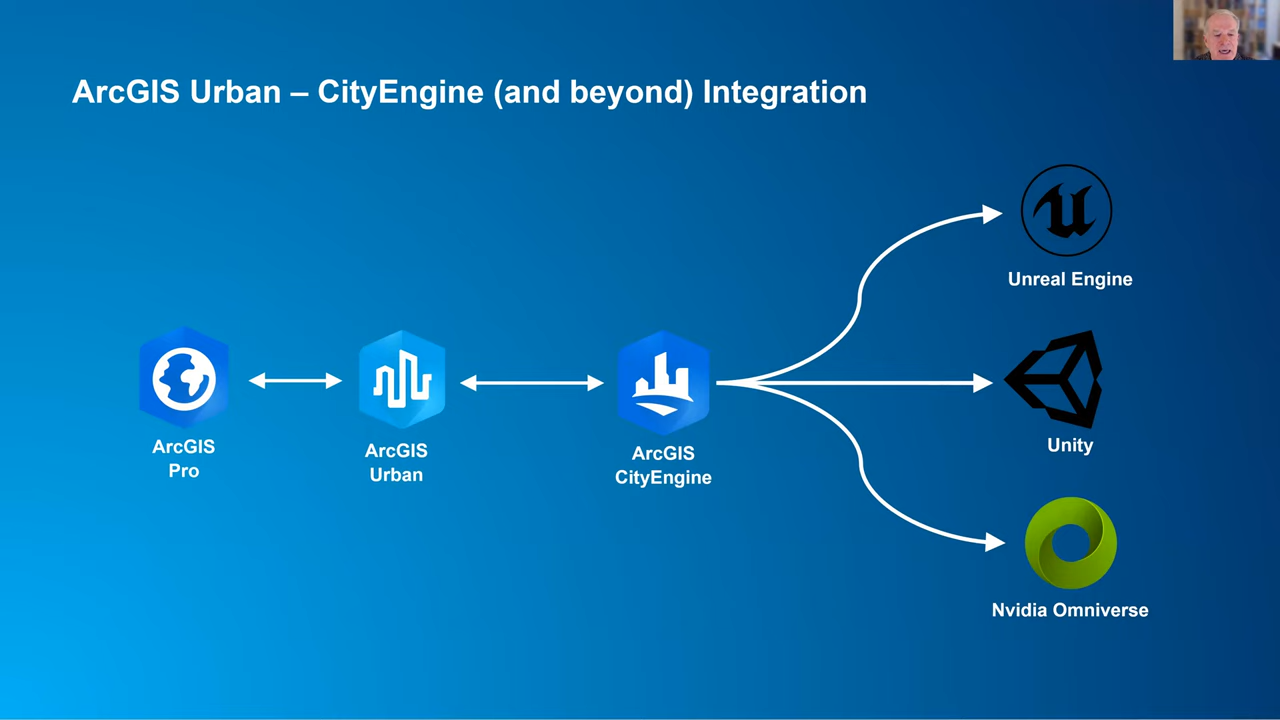 ArcGIS Urban – CityEngine (and beyond) Integration
Unreal Engine
ArcGIS
Pro
ArcGIS
Urban
ArcGIS
CityEngine
Unity
Nvidia Omniverse